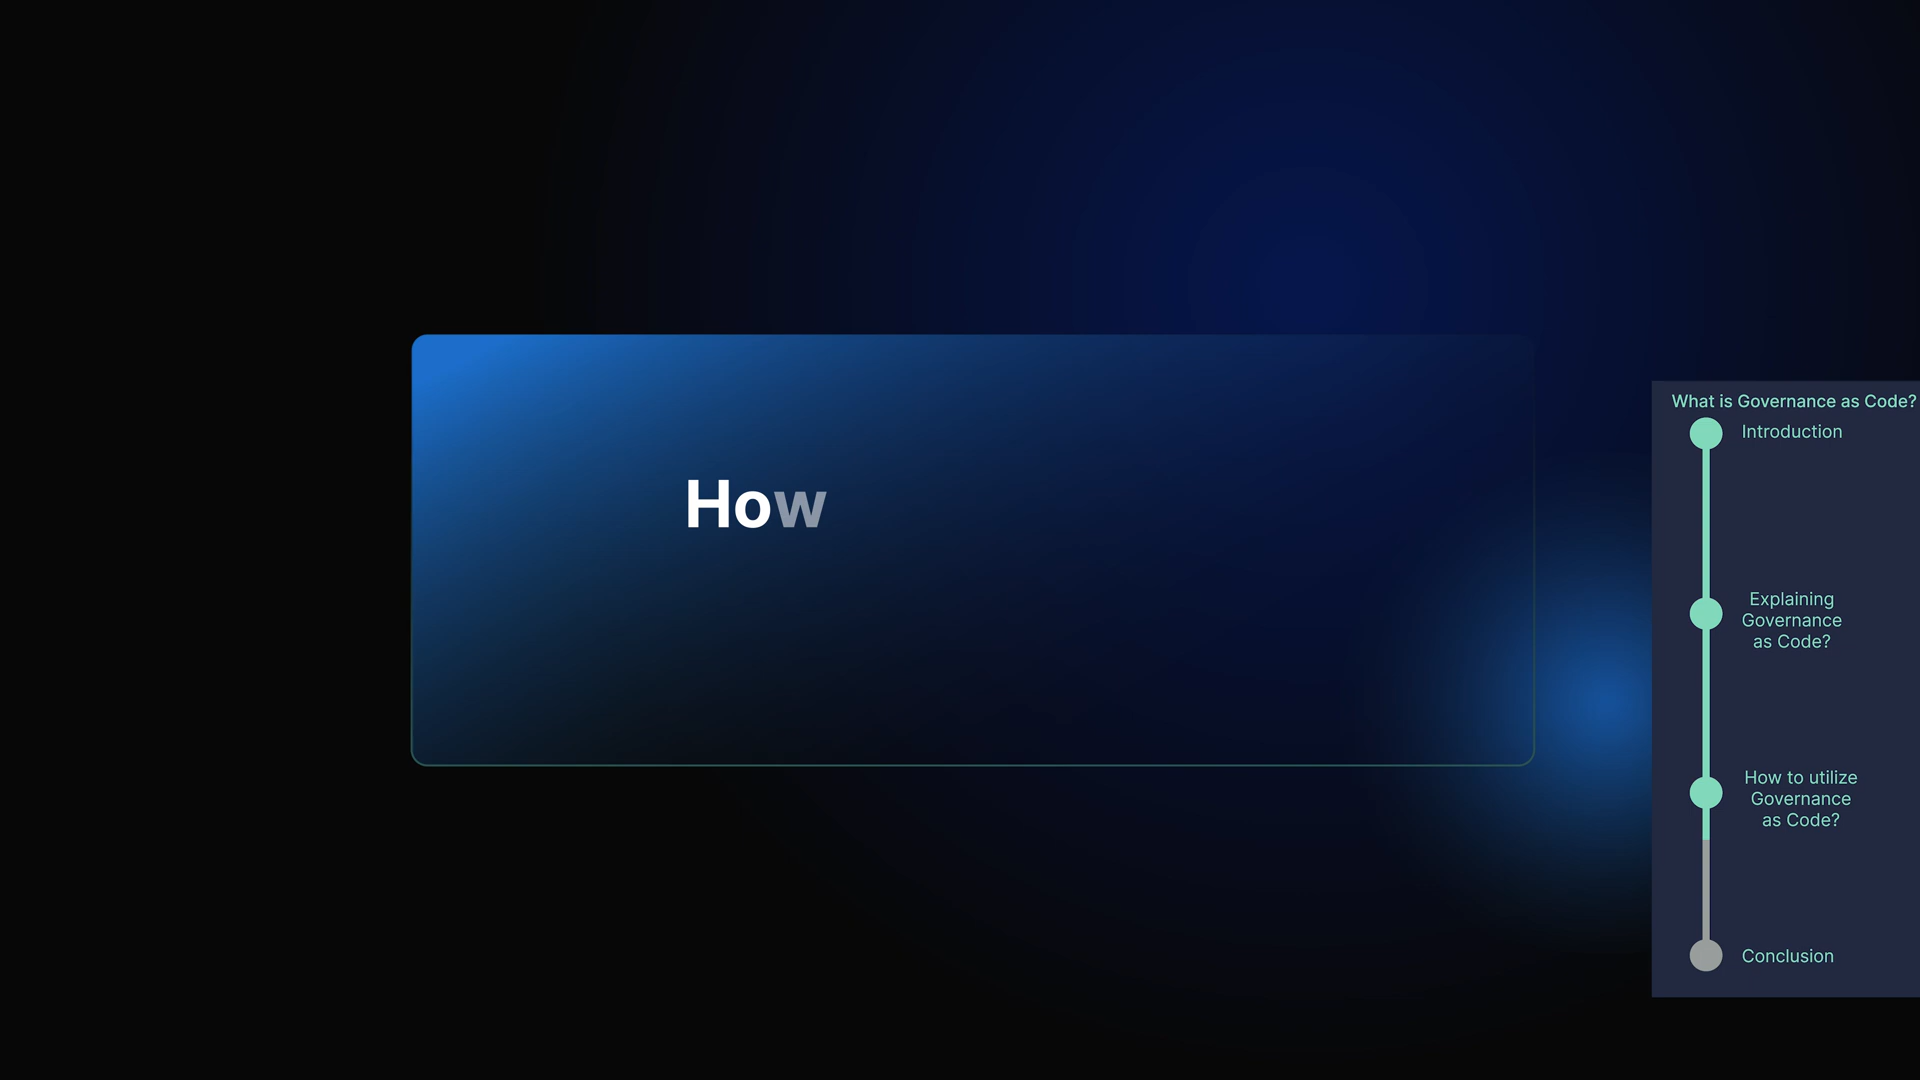 How
What is Governance as Code?
Introduction
Explaining
Governance
as Code?
How to utilize
Governance
as Code?
Conclusion